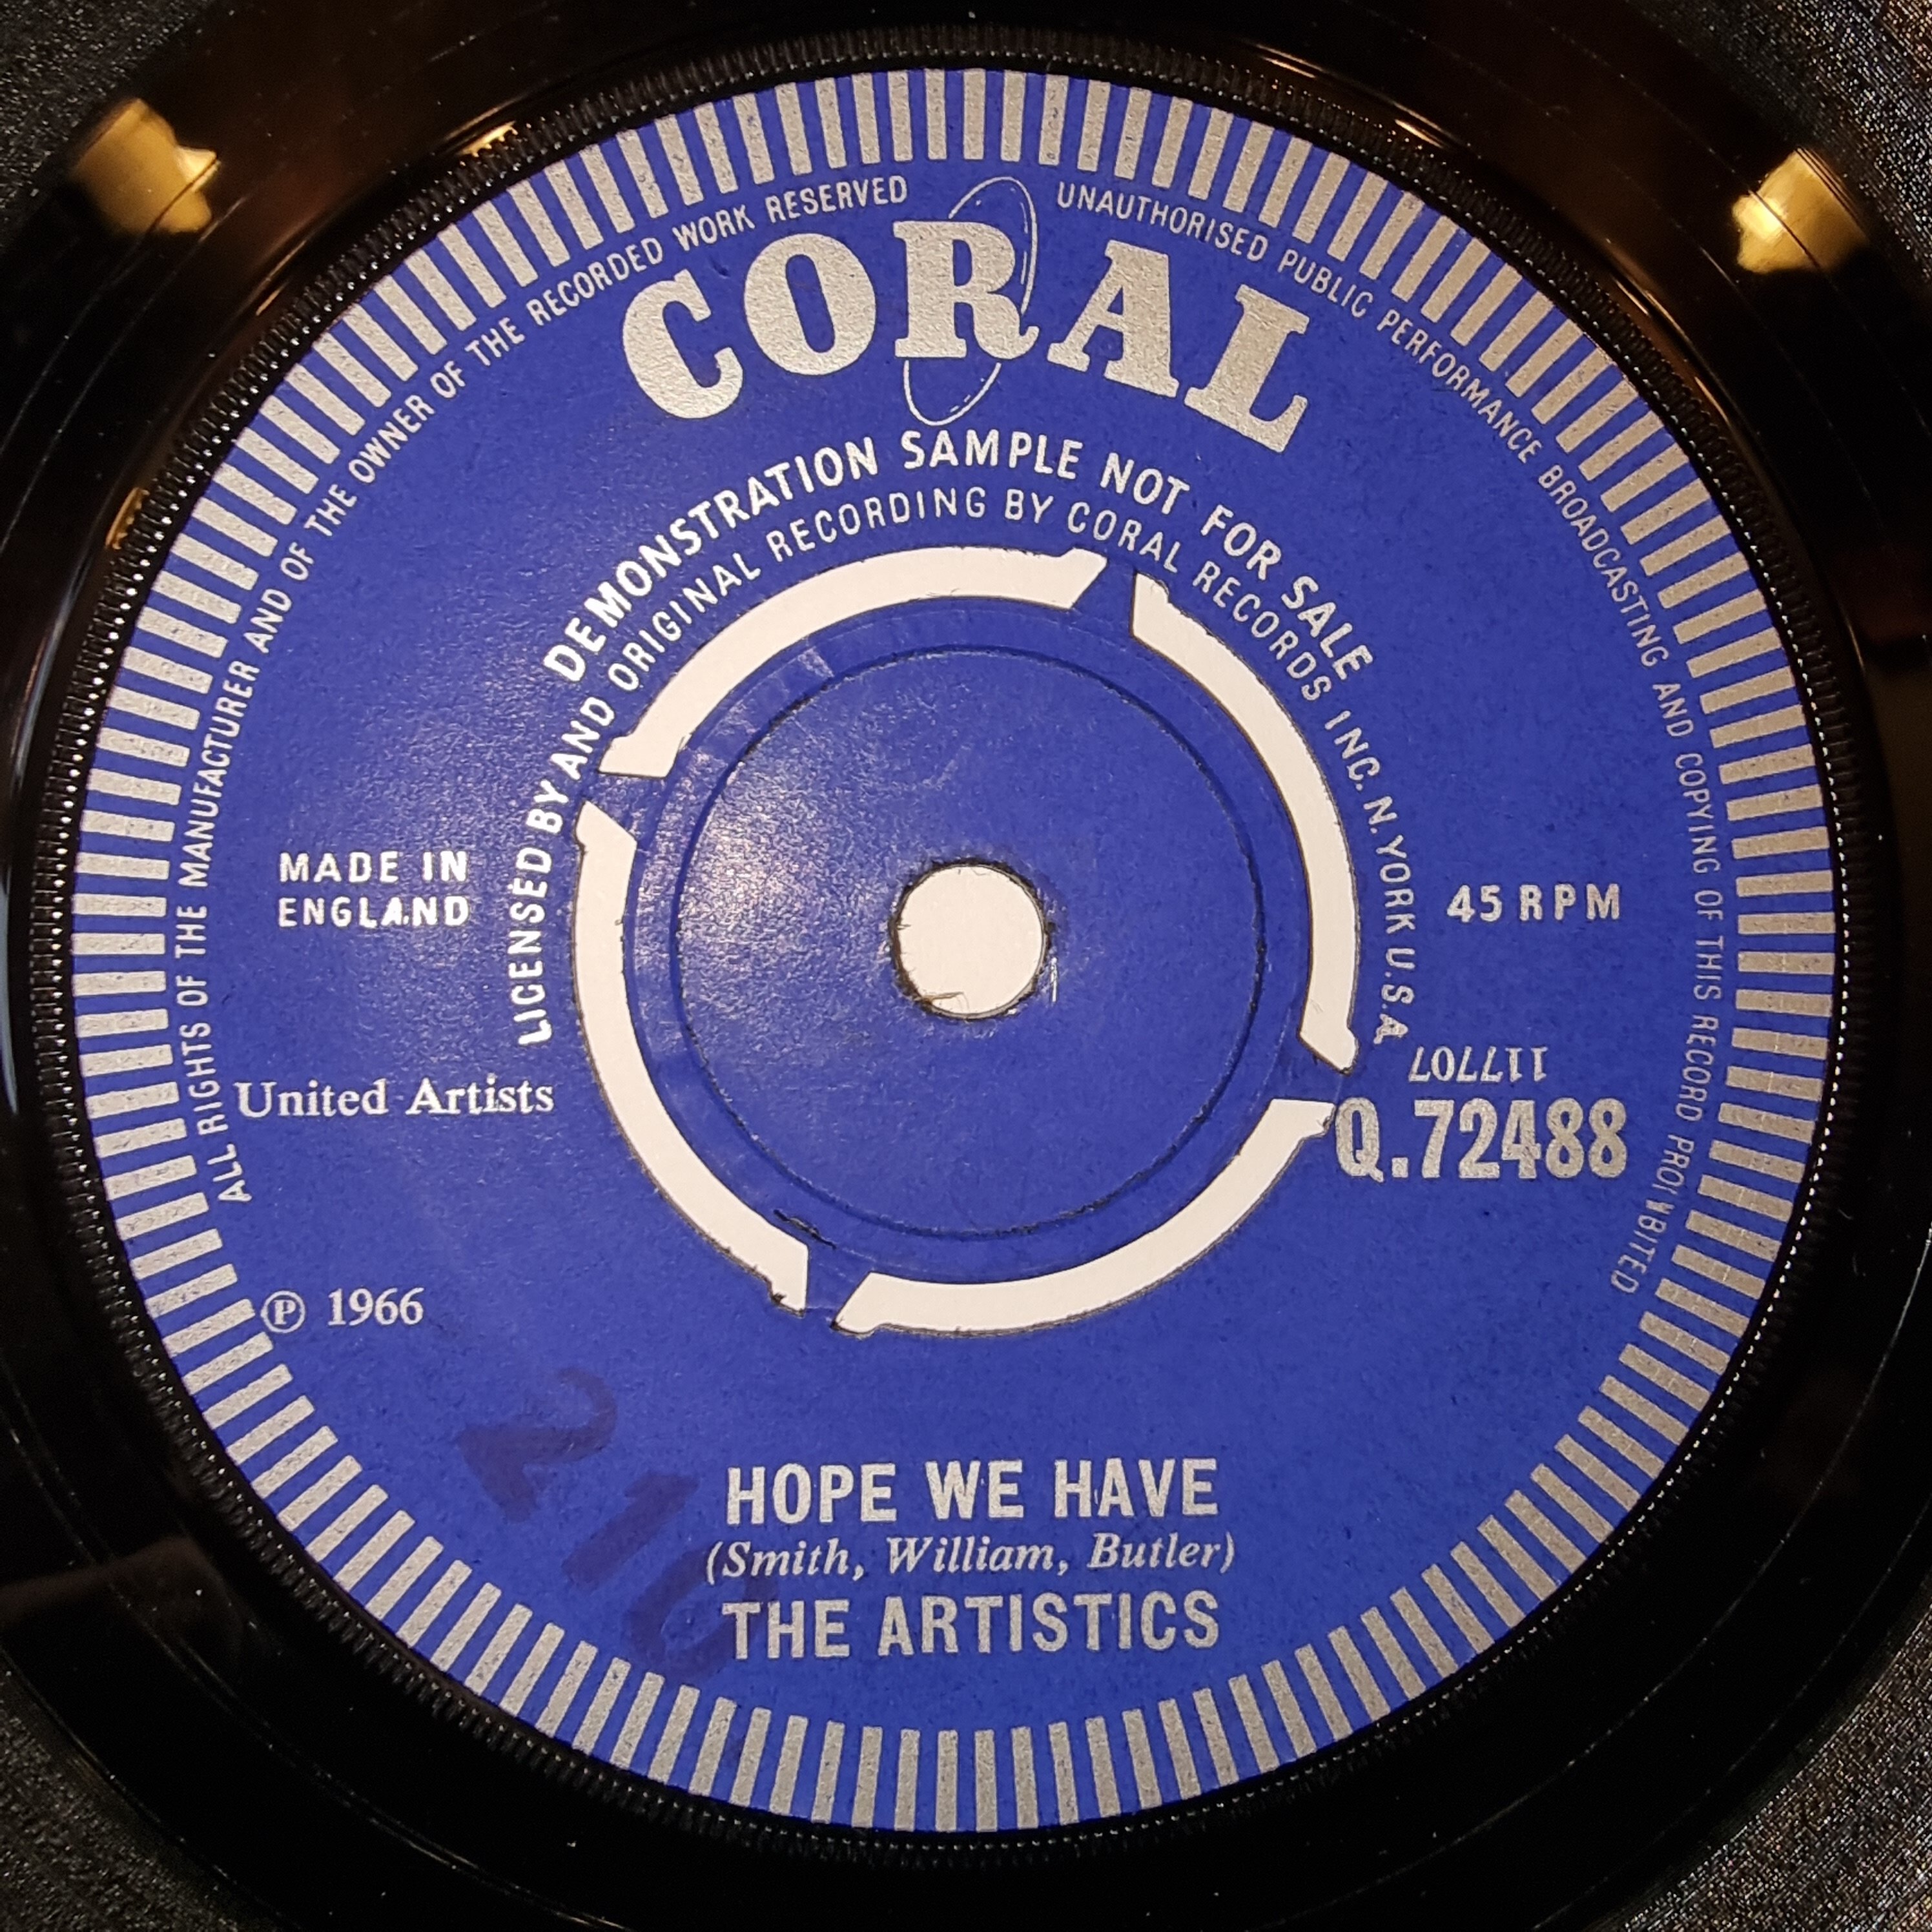 ALL RIGHTS OF THE MANUFACTURER AND OF THE OWNER OF THE RECORDED WORK RESERVED
UNAUTHORISED PUBLIC PERFORMANCE BROADCASTING AND COPYING OF THIS RECORD PROHIBITED
CORAL
DEMONSTRATION SAMPLE NOT FOR SALE
LICENSED BY AND ORIGINAL RECORDING BY CORAL RECORDS INC. N. YORK U.S.A.
MADE IN
ENGLAND
45 RPM
United Artists
117707
Q.72488
℗ 1966
210
HOPE WE HAVE
(Smith, William, Butler)
THE ARTISTICS